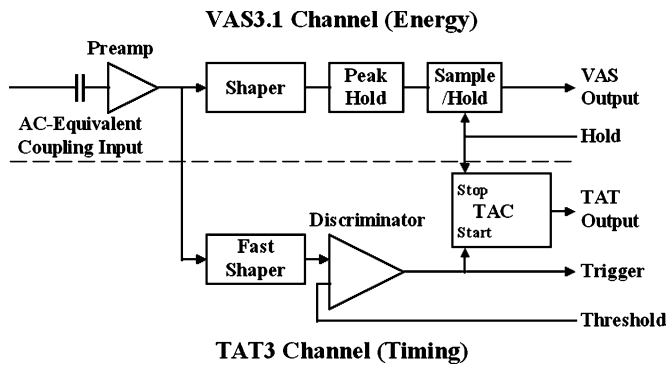 VAS3.1 Channel (Energy)
Preamp
Shaper
Peak
Hold
Sample
/Hold
VAS
Output
AC-Equivalent
Coupling Input
Hold
Stop
TAC
Start
TAT
Output
Discriminator
Fast
Shaper
Trigger
Threshold
TAT3 Channel (Timing)